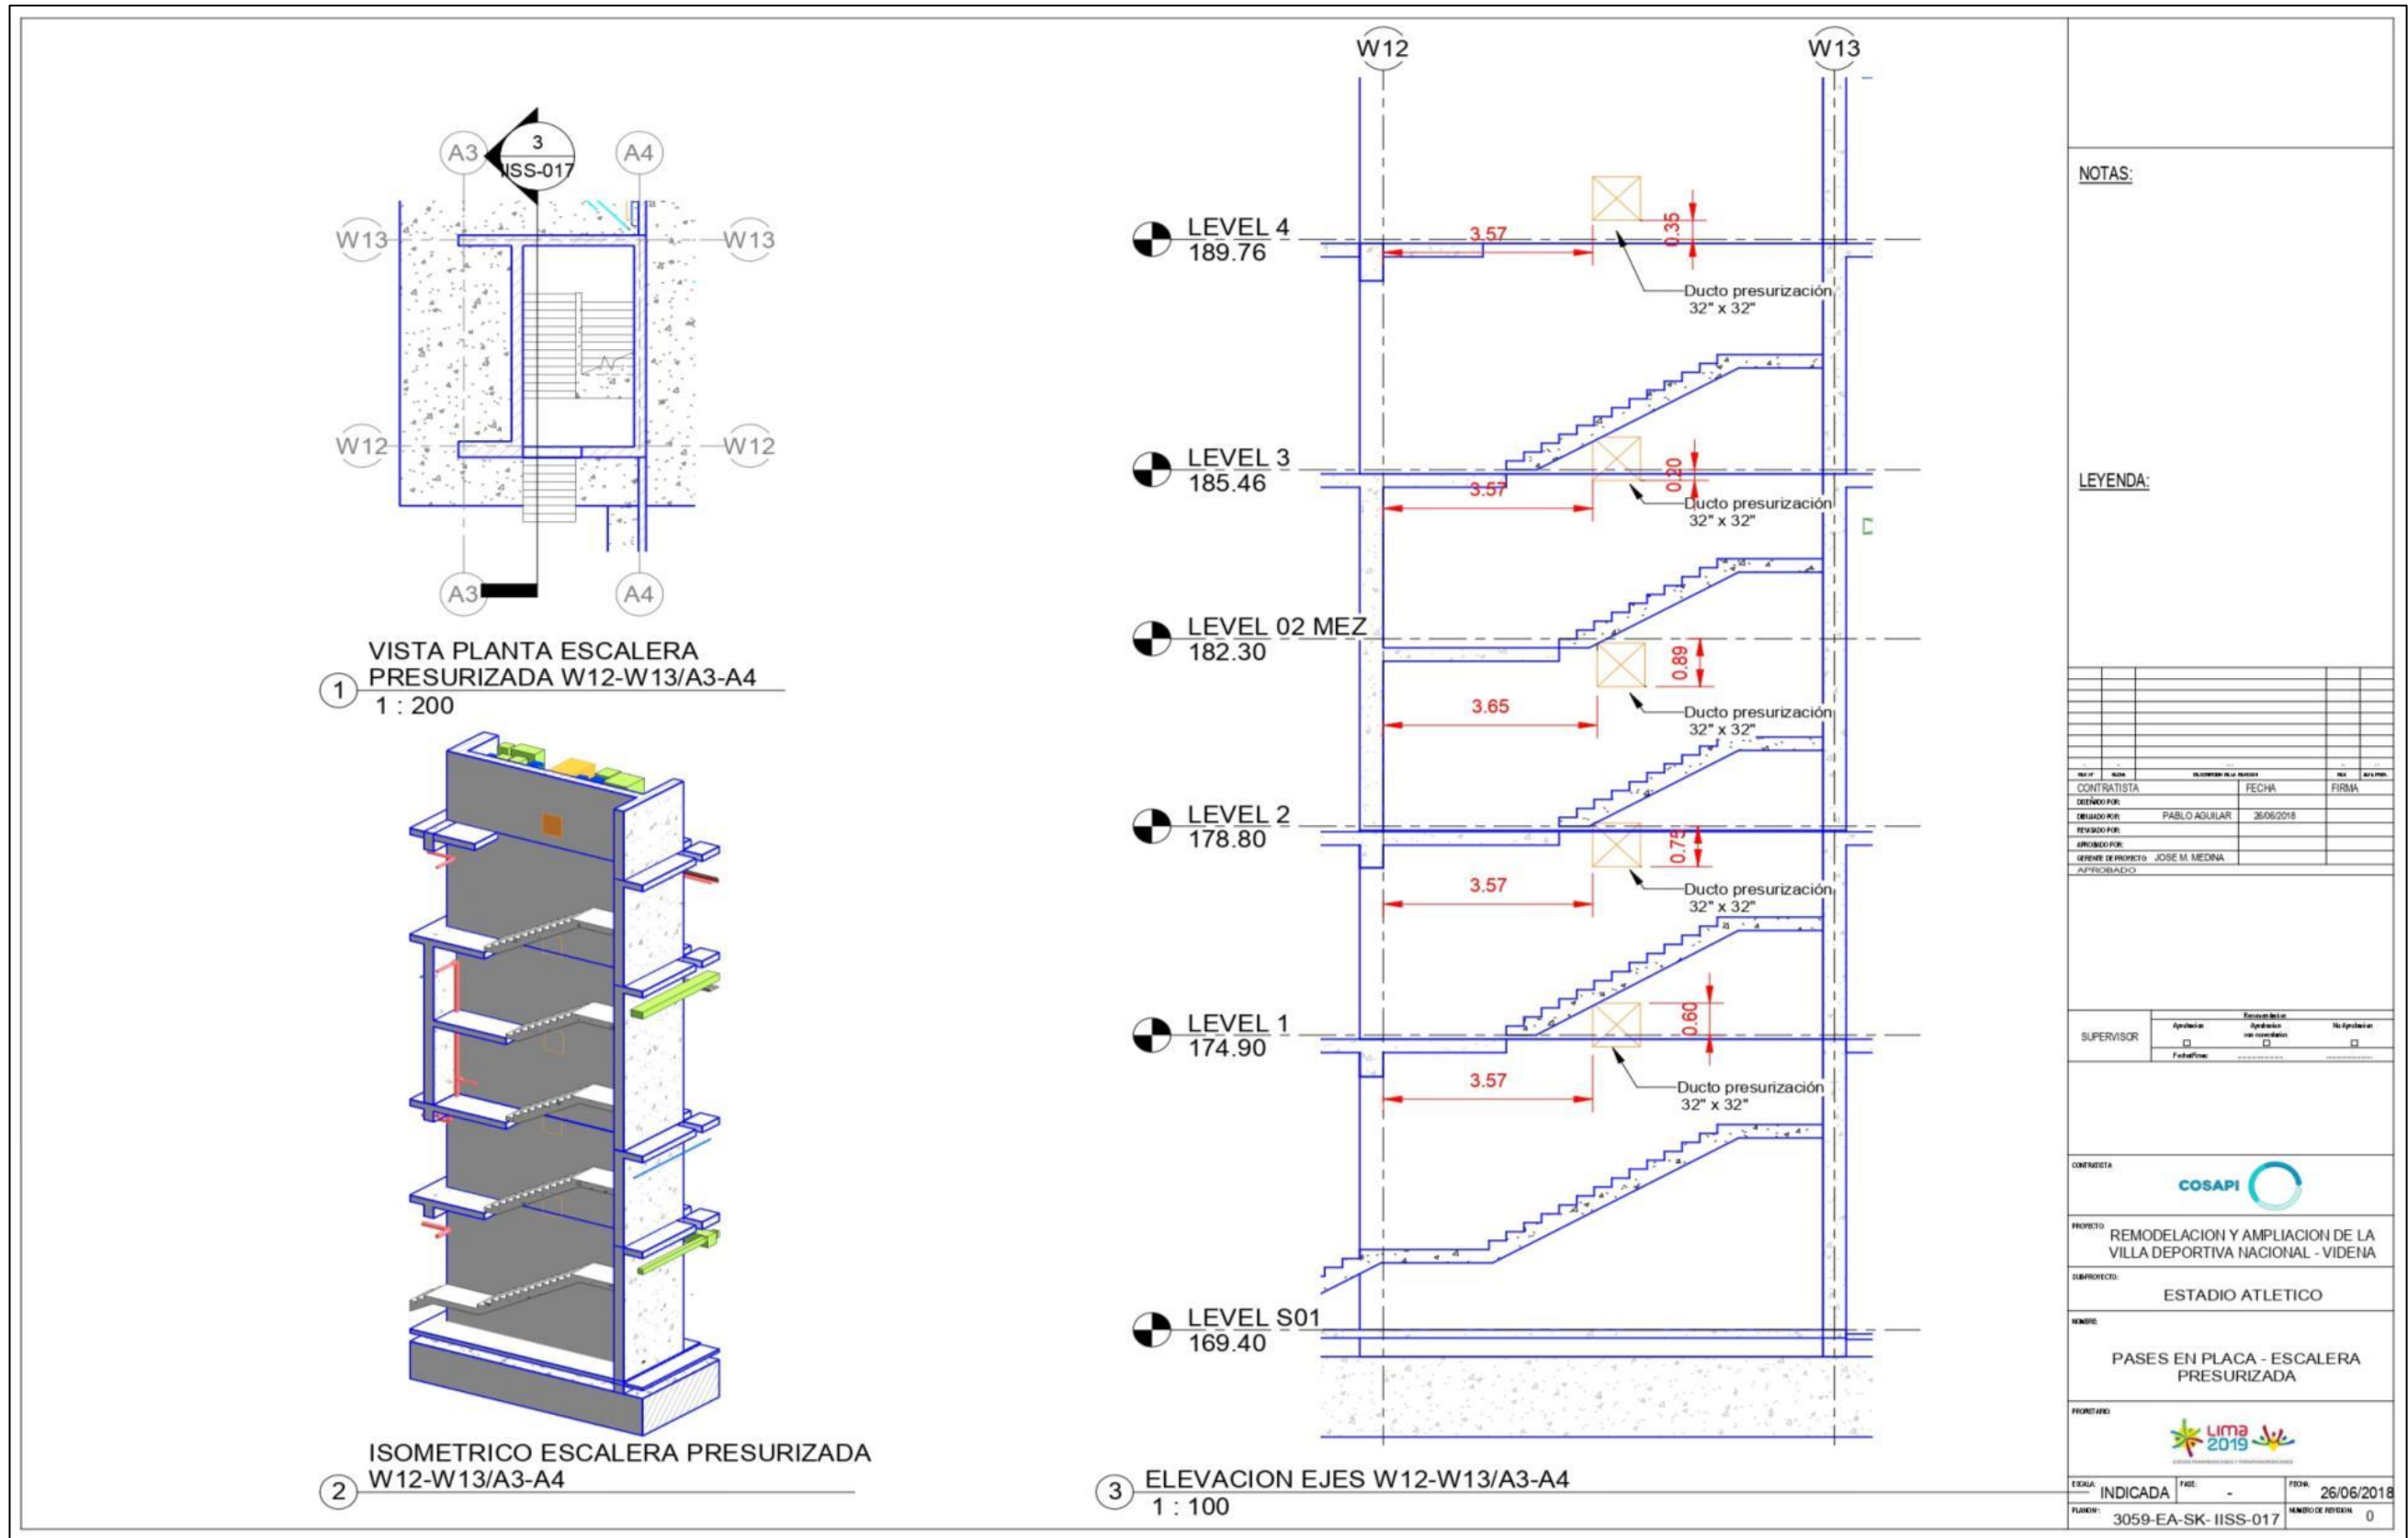 A3
3
IISS-017
A4
W13
W13
W12
W12
A3
A4
1
VISTA PLANTA ESCALERA
PRESURIZADA W12-W13/A3-A4
1 : 200
2
ISOMETRICO ESCALERA PRESURIZADA
W12-W13/A3-A4
W12
W13
LEVEL 4
189.76
3.57
0.35
Ducto presurización
32" x 32"
LEVEL 3
185.46
3.57
0.20
Ducto presurización
32" x 32"
LEVEL 02 MEZ
182.30
0.89
3.65
Ducto presurización
32" x 32"
LEVEL 2
178.80
0.75
3.57
Ducto presurización
32" x 32"
LEVEL 1
174.90
0.60
3.57
Ducto presurización
32" x 32"
LEVEL S01
169.40
3
ELEVACION EJES W12-W13/A3-A4
1 : 100
NOTAS:
LEYENDA:
CONTRATISTA FECHA FIRMA
DISEÑADO POR:
DIBUJADO POR: PABLO AGUILAR 26/06/2018
REVISADO POR:
APROBADO POR:
GERENTE DE PROYECTO: JOSE M. MEDINA
APROBADO
SUPERVISOR
Aprobacion
Aprobacion
No Aprobacion
CONTRATISTA
COSAPI
PROYECTO:
REMODELACION Y AMPLIACION DE LA
VILLA DEPORTIVA NACIONAL - VIDENA
SUB-PROYECTO:
ESTADIO ATLETICO
NOMBRE:
PASES EN PLACA - ESCALERA
PRESURIZADA
PROPIETARIO:
Lima
2019
ESCALA: INDICADA FASE: - FECHA: 26/06/2018
PLANO Nº: 3059-EA-SK- IISS-017 NUMERO DE REVISION: 0